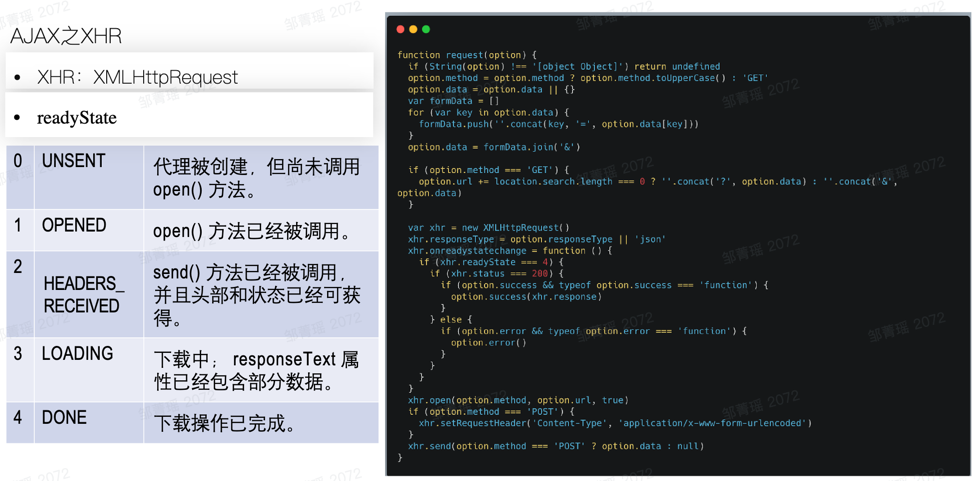 AJAX之XHR
• XHR：XMLHttpRequest
• readyState
0 UNSENT 代理被创建，但尚未调用
open() 方法。
1 OPENED open() 方法已经被调用。
2 HEADERS_
RECEIVED send() 方法已经被调用，
并且头部和状态已经可获
得。
3 LOADING 下载中； responseText 属
性已经包含部分数据。
4 DONE 下载操作已完成。
function request(option) {
  if (String(option) !== '[object Object]') return undefined
  option.method = option.method ? option.method.toUpperCase() : 'GET'
  option.data = option.data || {}
  var formData = []
  for (var key in option.data) {
    formData.push(''.concat(key, '=', option.data[key]))
  }
  option.data = formData.join('&')
  if (option.method === 'GET') {
    option.url += location.search.length === 0 ? ''.concat('?', option.data) : ''.concat('&',
option.data)
  }
  var xhr = new XMLHttpRequest()
  xhr.responseType = option.responseType || 'json'
  xhr.onreadystatechange = function () {
    if (xhr.readyState === 4) {
      if (xhr.status === 200) {
        if (option.success && typeof option.success === 'function') {
          option.success(xhr.response)
        }
      } else {
        if (option.error && typeof option.error === 'function') {
          option.error()
        }
      }
    }
  }
  xhr.open(option.method, option.url, true)
  if (option.method === 'POST') {
    xhr.setRequestHeader('Content-Type', 'application/x-www-form-urlencoded')
  }
  xhr.send(option.method === 'POST' ? option.data : null)
}
邹菁瑶 2072